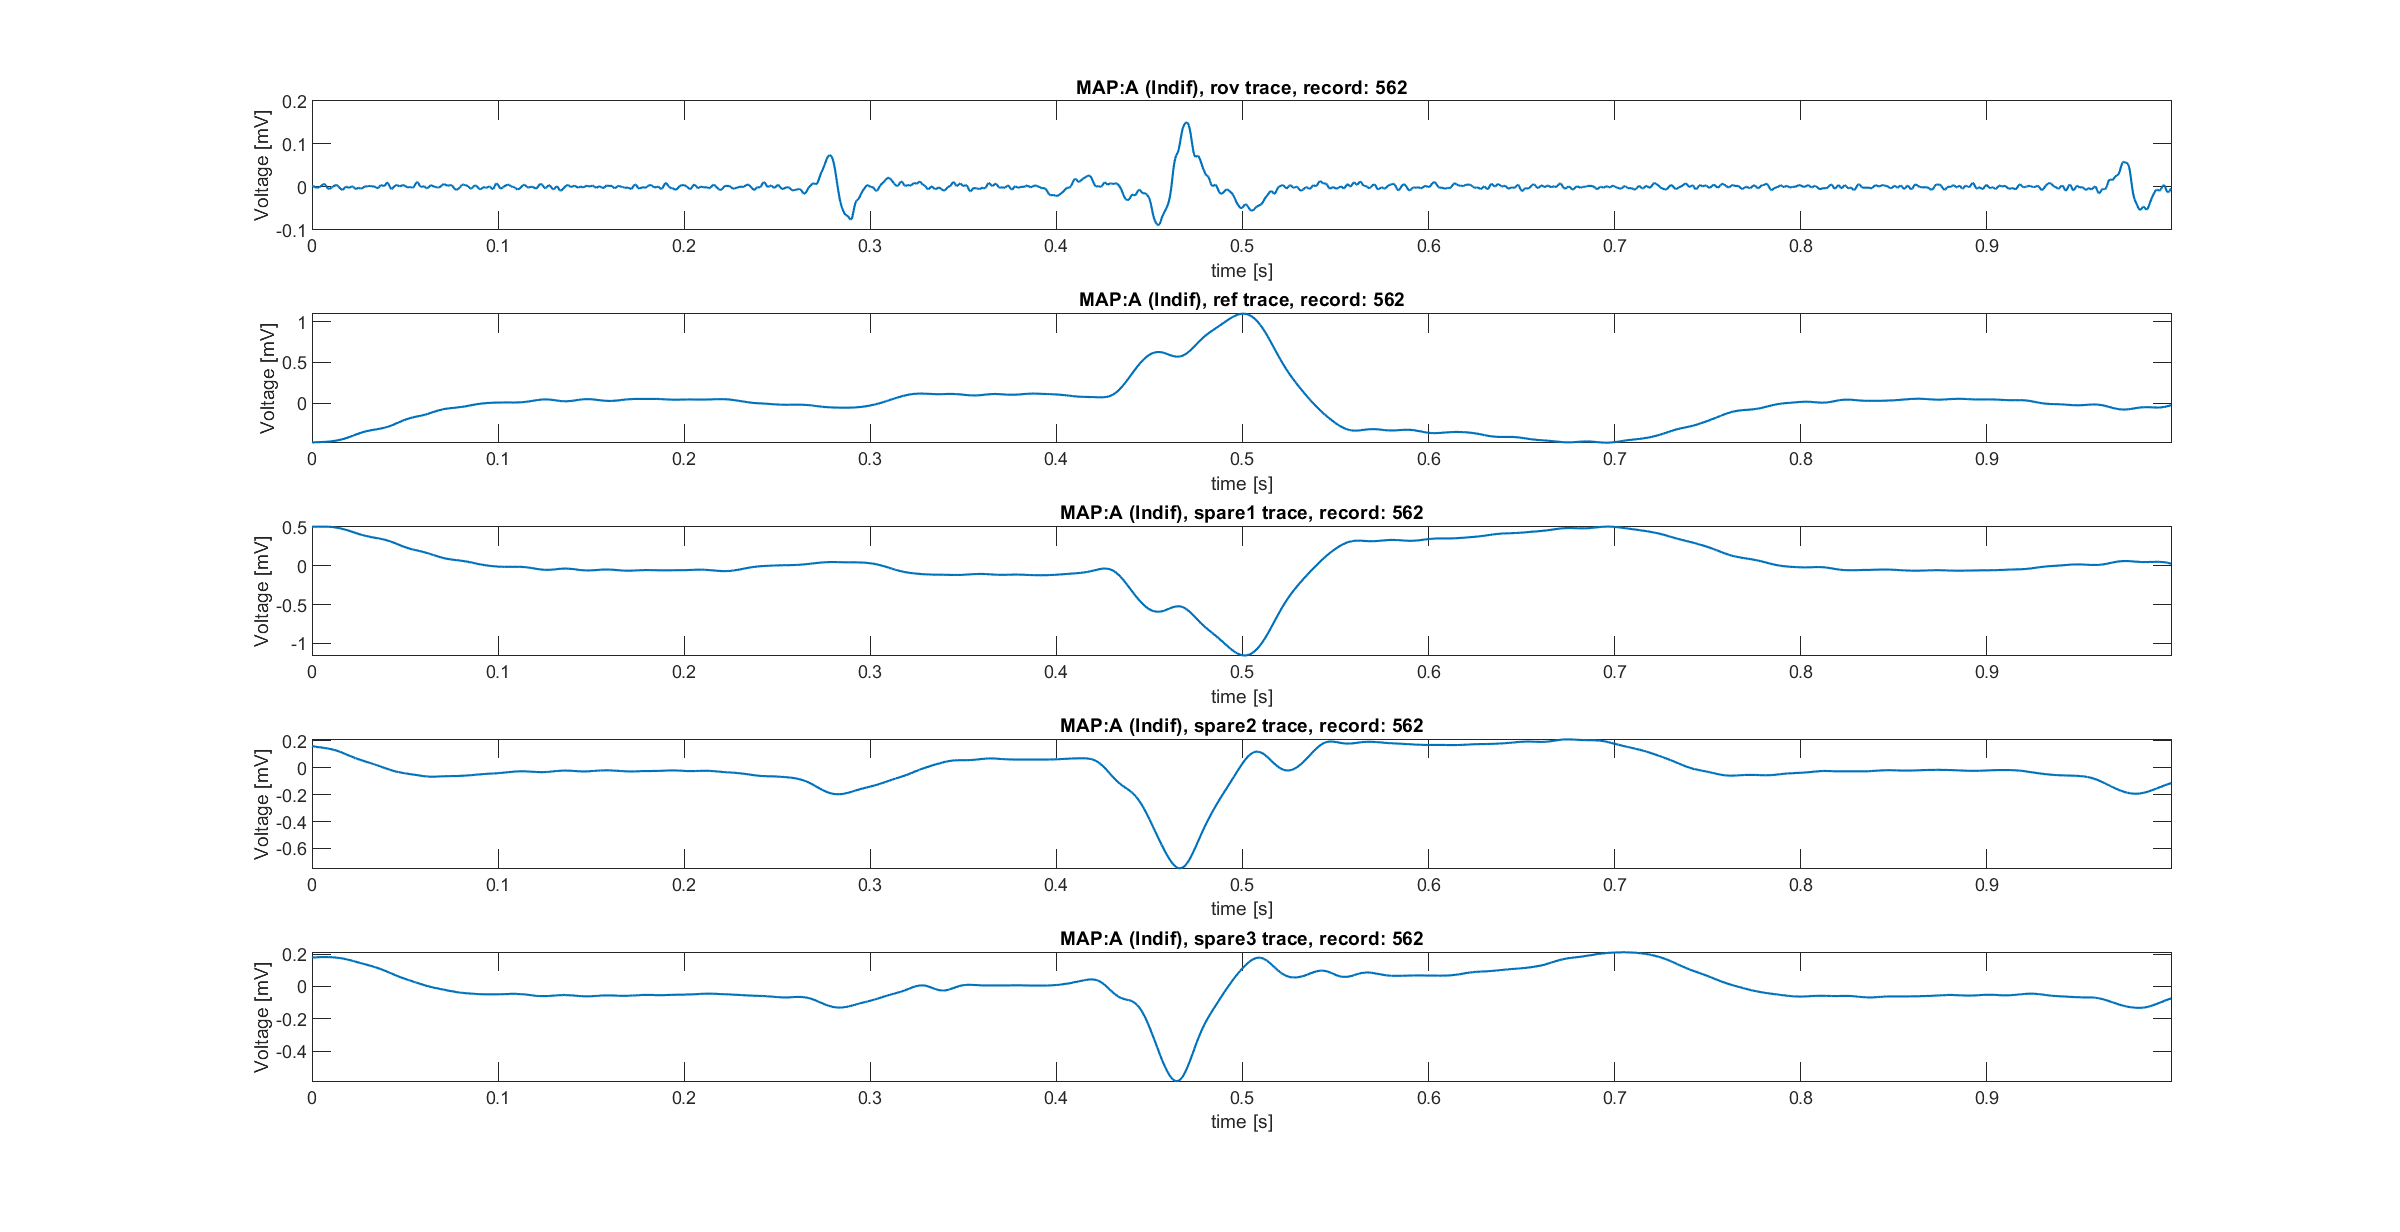 MAP:A (Indif), rov trace, record: 562
Voltage [mV]
0.2
0.1
0
-0.1
0 0.1 0.2 0.3 0.4 0.5 0.6 0.7 0.8 0.9
time [s]
MAP:A (Indif), ref trace, record: 562
Voltage [mV]
1
0.5
0
0 0.1 0.2 0.3 0.4 0.5 0.6 0.7 0.8 0.9
time [s]
MAP:A (Indif), spare1 trace, record: 562
Voltage [mV]
0.5
0
-0.5
-1
0 0.1 0.2 0.3 0.4 0.5 0.6 0.7 0.8 0.9
time [s]
MAP:A (Indif), spare2 trace, record: 562
Voltage [mV]
0.2
0
-0.2
-0.4
-0.6
0 0.1 0.2 0.3 0.4 0.5 0.6 0.7 0.8 0.9
time [s]
MAP:A (Indif), spare3 trace, record: 562
Voltage [mV]
0.2
0
-0.2
-0.4
0 0.1 0.2 0.3 0.4 0.5 0.6 0.7 0.8 0.9
time [s]